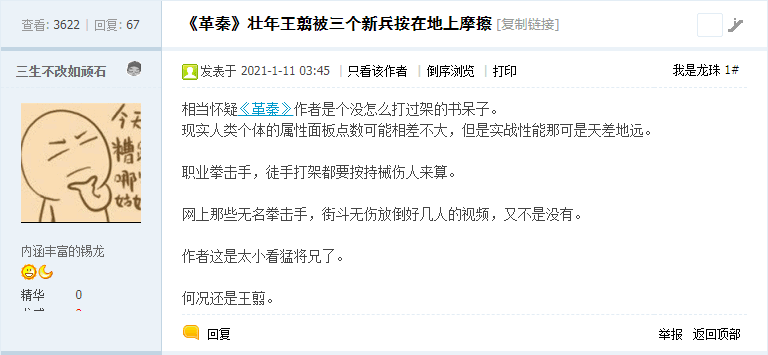 查看: 3622 | 回复: 67
《革秦》壮年王翦被三个新兵按在地上摩擦 [复制链接]
三生不改如顽石
发表于 2021-1-11 03:45 | 只看该作者 | 倒序浏览 | 打印
我是龙珠 1#
今天
糟
哪
相当怀疑《革秦》作者是个没怎么打过架的书呆子。
现实人类个体的属性面板点数可能相差不大，但是实战性能那可是天差地远。
职业拳击手，徒手打架都要按持械伤人来算。
网上那些无名拳击手，街斗无伤放倒好几人的视频，又不是没有。
作者这是太小看猛将兄了。
何况还是王翦。
内涵丰富的锡龙
精华 0
回复
举报 返回顶部